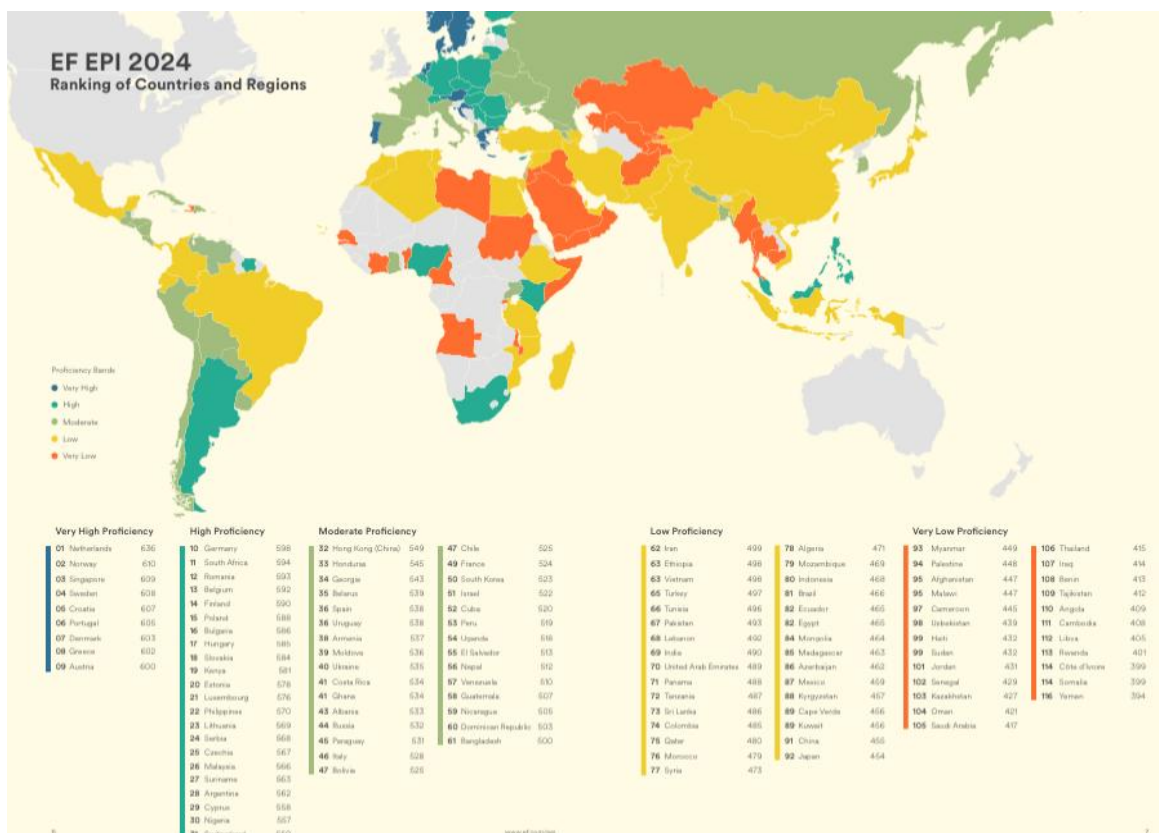 EF EPI 2024
Ranking of Countries and Regions
Proficiency Bands
Very High
High
Moderate
Low
Very Low
Very High Proficiency
01 Netherlands 636
02 Norway 610
03 Singapore 609
04 Sweden 608
05 Croatia 607
06 Portugal 605
07 Denmark 603
08 Greece 602
09 Austria 600
High Proficiency
10 Germany 598
11 South Africa 594
12 Romania 593
13 Belgium 592
14 Finland 590
15 Poland 588
16 Bulgaria 586
17 Hungary 585
18 Slovakia 584
19 Kenya 581
20 Estonia 578
21 Luxembourg 576
22 Philippines 570
23 Lithuania 569
24 Serbia 568
25 Czechia 567
26 Malaysia 566
27 Suriname 563
28 Argentina 562
29 Cyprus 558
30 Nigeria 557
Moderate Proficiency
32 Hong Kong (China) 549
33 Honduras 545
34 Georgia 543
35 Belarus 539
36 Spain 538
36 Uruguay 538
38 Armenia 537
39 Moldova 536
40 Ukraine 535
41 Costa Rica 534
41 Ghana 534
43 Albania 533
44 Russia 532
45 Paraguay 531
46 Italy 528
47 Bolivia 525
47 Chile 525
49 France 524
50 South Korea 523
51 Israel 522
52 Cuba 520
53 Peru 519
54 Uganda 518
55 El Salvador 513
56 Nepal 512
57 Venezuela 510
58 Guatemala 507
59 Nicaragua 505
60 Dominican Republic 503
61 Bangladesh 500
Low Proficiency
62 Iran 499
63 Ethiopia 498
63 Vietnam 498
65 Turkey 497
66 Tunisia 496
67 Pakistan 493
68 Lebanon 492
69 India 490
70 United Arab Emirates 489
71 Panama 488
72 Tanzania 487
73 Sri Lanka 486
74 Colombia 485
75 Qatar 480
76 Morocco 479
77 Syria 473
78 Algeria 471
79 Mozambique 469
80 Indonesia 468
81 Brazil 466
82 Ecuador 465
82 Egypt 465
84 Mongolia 464
85 Madagascar 463
86 Azerbaijan 462
87 Mexico 459
88 Kyrgyzstan 457
89 Cape Verde 456
89 Kuwait 456
91 China 455
92 Japan 454
Very Low Proficiency
93 Myanmar 449
94 Palestine 448
95 Afghanistan 447
95 Malawi 447
97 Cameroon 445
98 Uzbekistan 439
99 Haiti 432
99 Sudan 432
101 Jordan 431
102 Senegal 429
103 Kazakhstan 427
104 Oman 421
105 Saudi Arabia 417
106 Thailand 415
107 Iraq 414
108 Benin 413
109 Tajikistan 412
110 Angola 409
111 Cambodia 408
112 Libya 405
113 Rwanda 401
114 Côte d'Ivoire 399
114 Somalia 399
116 Yemen 394